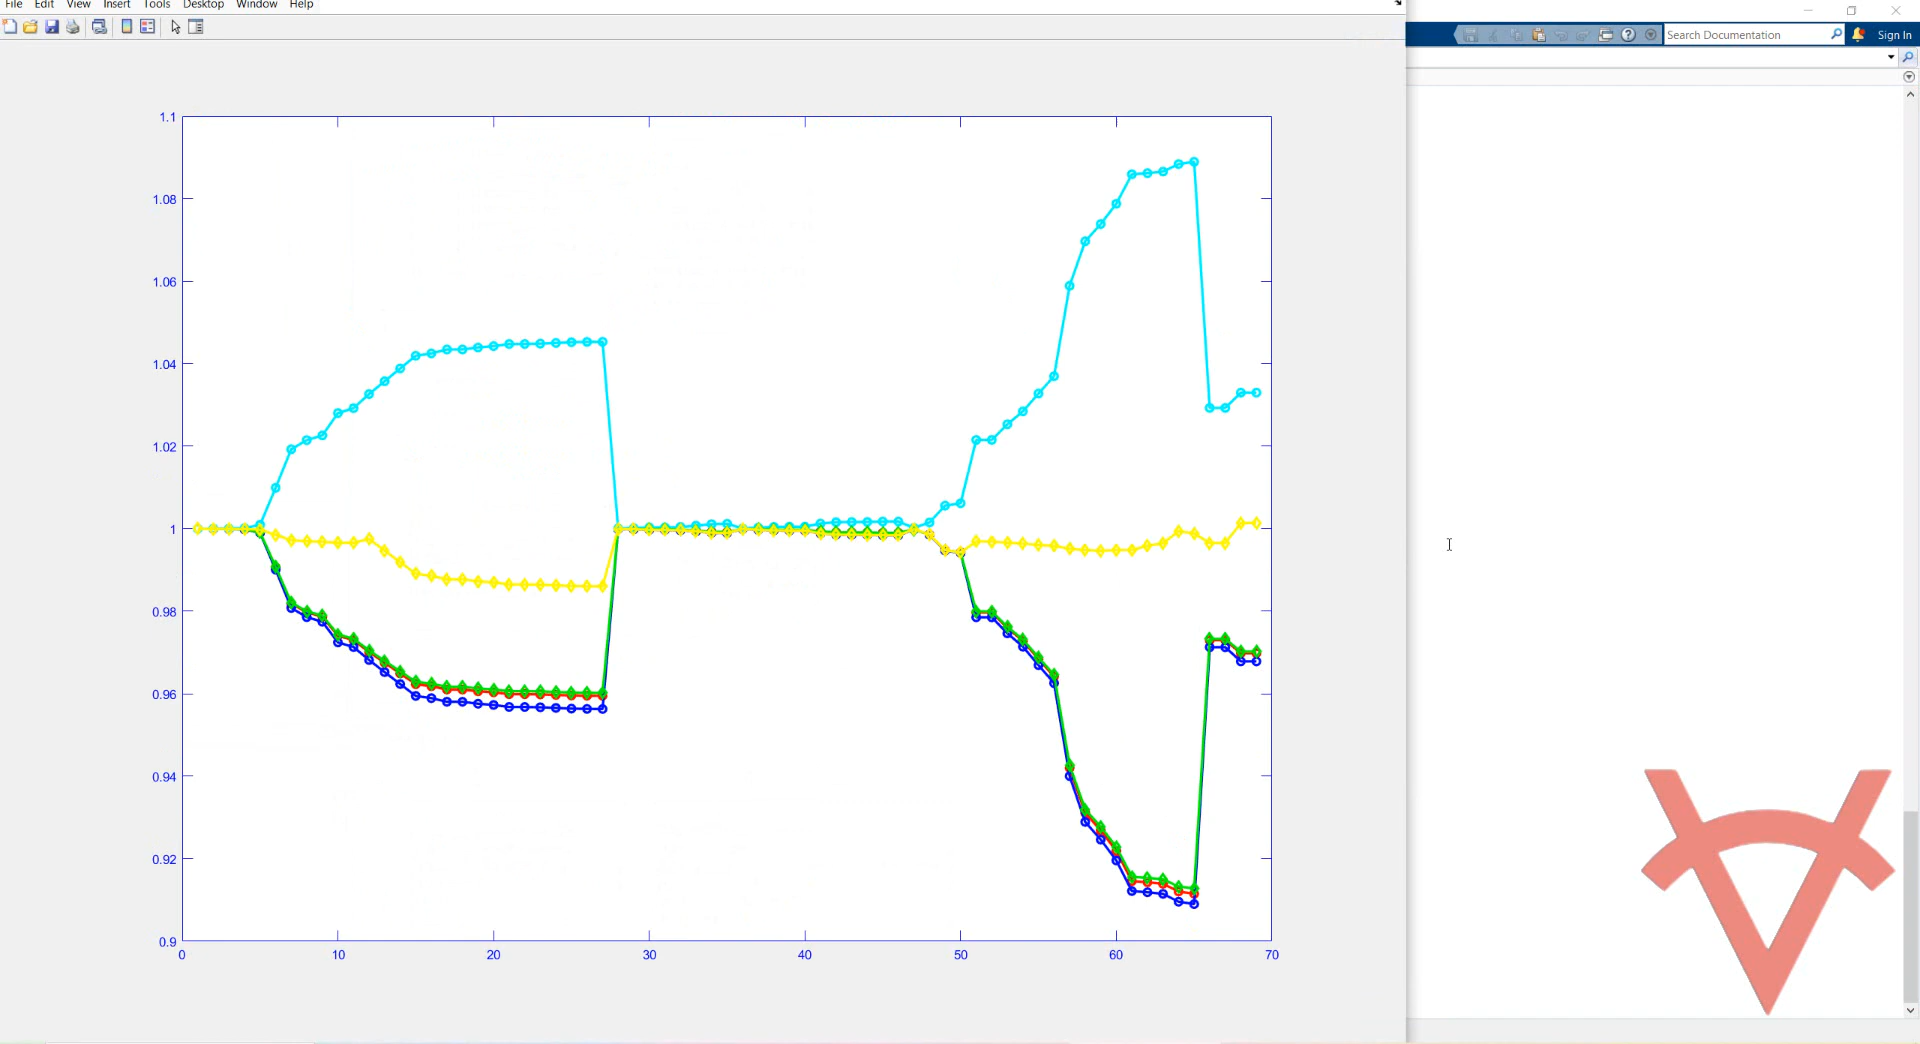 File Edit View Insert Tools Desktop Window Help
Search Documentation
Sign In
1.1
1.08
1.06
1.04
1.02
1
0.98
0.96
0.94
0.92
0.9
0 10 20 30 40 50 60 70